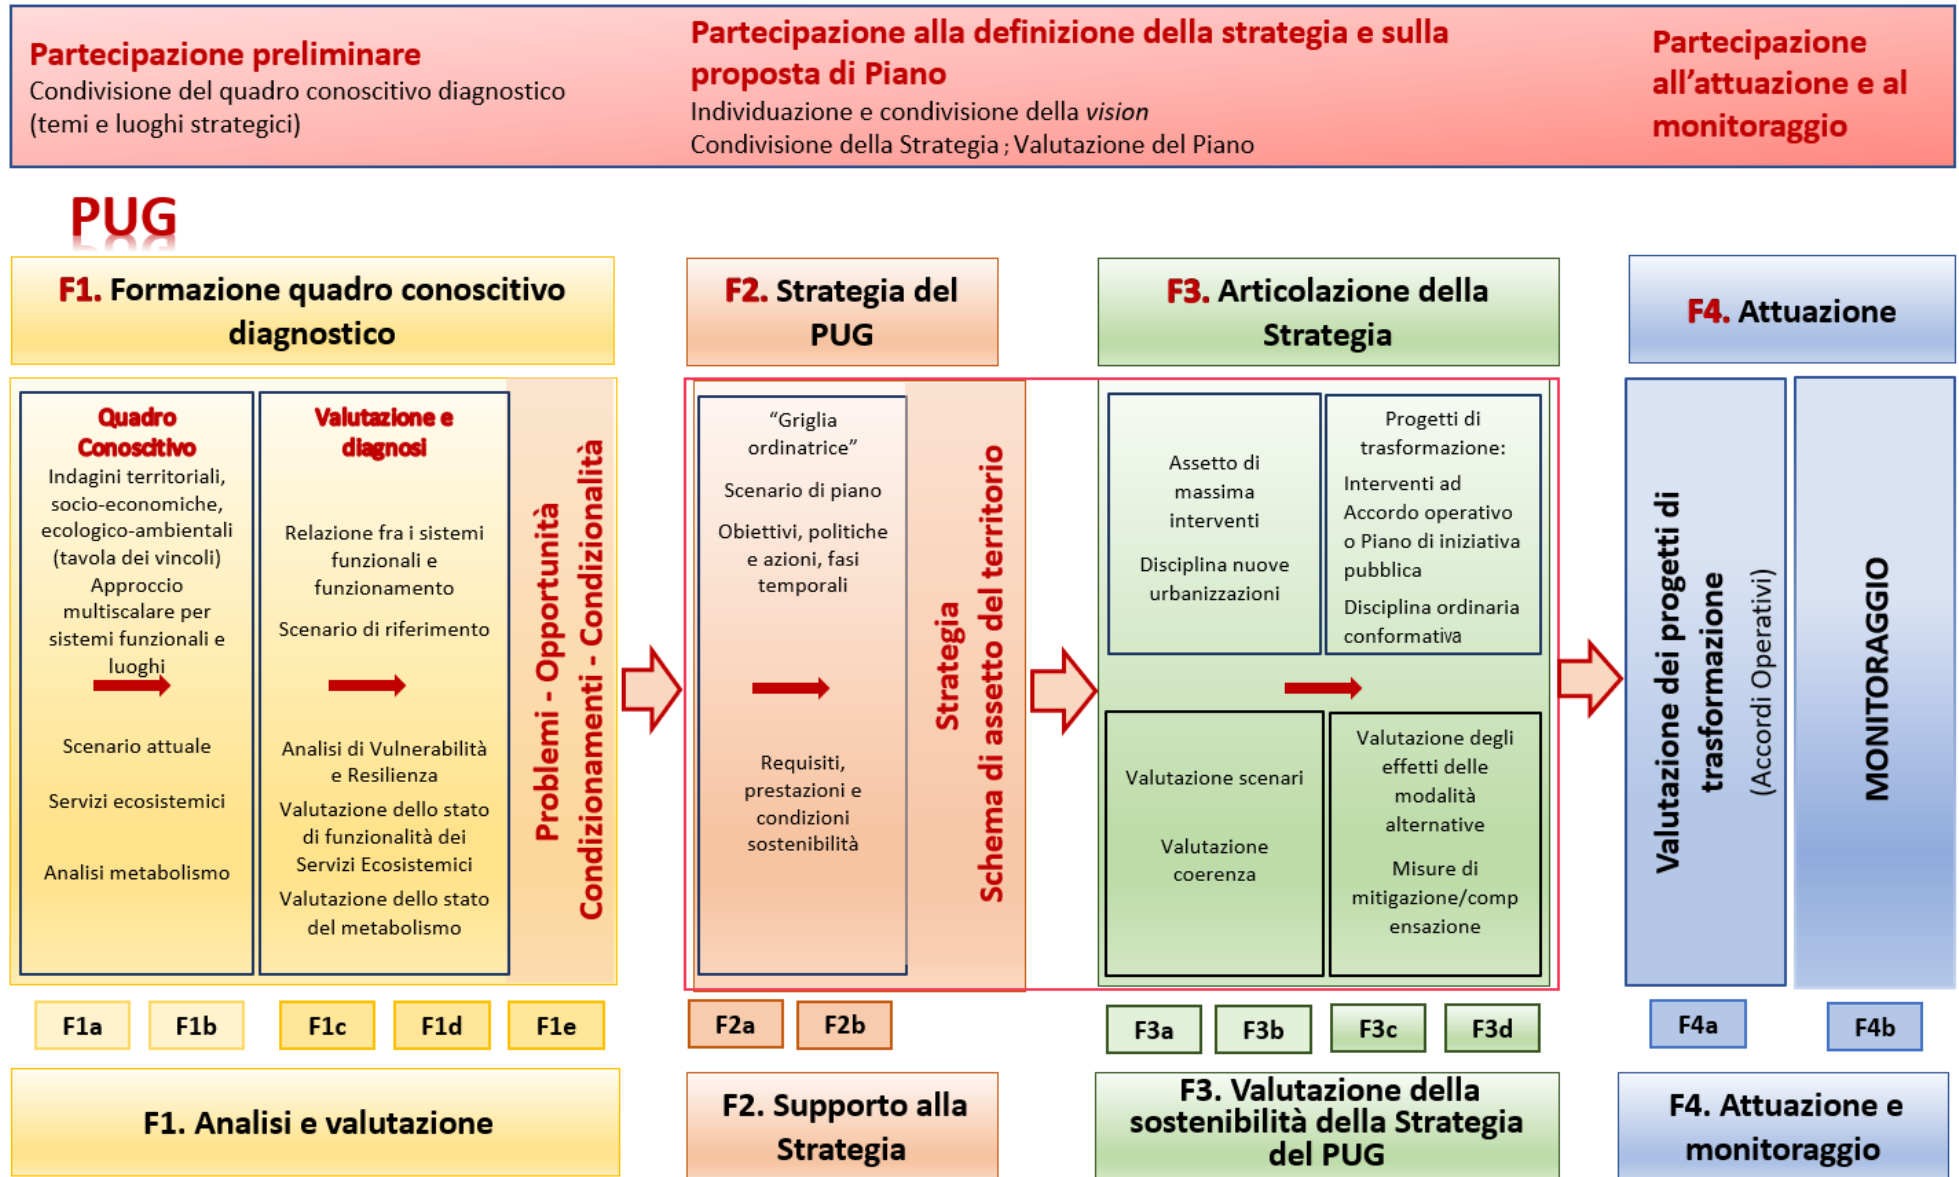 Partecipazione preliminare
Condivisione del quadro conoscitivo diagnostico
(temi e luoghi strategici)
Partecipazione alla definizione della strategia e sulla
proposta di Piano
Individuazione e condivisione della vision
Condivisione della Strategia ; Valutazione del Piano
Partecipazione
all’attuazione e al
monitoraggio
PUG
F1. Formazione quadro conoscitivo
diagnostico
F2. Strategia del
PUG
F3. Articolazione della
Strategia
F4. Attuazione
Quadro
Conoscitivo
Indagini territoriali,
socio-economiche,
ecologico-ambientali
(tavola dei vincoli)
Approccio
multiscalare per
sistemi funzionali e
luoghi
Scenario attuale
Servizi ecosistemici
Analisi metabolismo
Valutazione e
diagnosi
Relazione fra i sistemi
funzionali e
funzionamento
Scenario di riferimento
Analisi di Vulnerabilità
e Resilienza
Valutazione dello stato
di funzionalità dei
Servizi Ecosistemici
Valutazione dello stato
del metabolismo
Problemi - Opportunità
Condizionamenti - Condizionalità
“Griglia
ordinatrice”
Scenario di piano
Obiettivi, politiche
e azioni, fasi
temporali
Requisiti,
prestazioni e
condizioni
sostenibilità
Strategia
Schema di assetto del territorio
Assetto di
massima
interventi
Disciplina nuove
urbanizzazioni
Progetti di
trasformazione:
Interventi ad
Accordo operativo
o Piano di iniziativa
pubblica
Disciplina ordinaria
conformativa
Valutazione scenari
Valutazione
coerenza
Valutazione degli
effetti delle
modalità
alternative
Misure di
mitigazione/comp
ensazione
Valutazione dei progetti di
trasformazione
(Accordi Operativi)
MONITORAGGIO
F1a
F1b
F1c
F1d
F1e
F2a
F2b
F3a
F3b
F3c
F3d
F4a
F4b
F1. Analisi e valutazione
F2. Supporto alla
Strategia
F3. Valutazione della
sostenibilità della Strategia
del PUG
F4. Attuazione e
monitoraggio